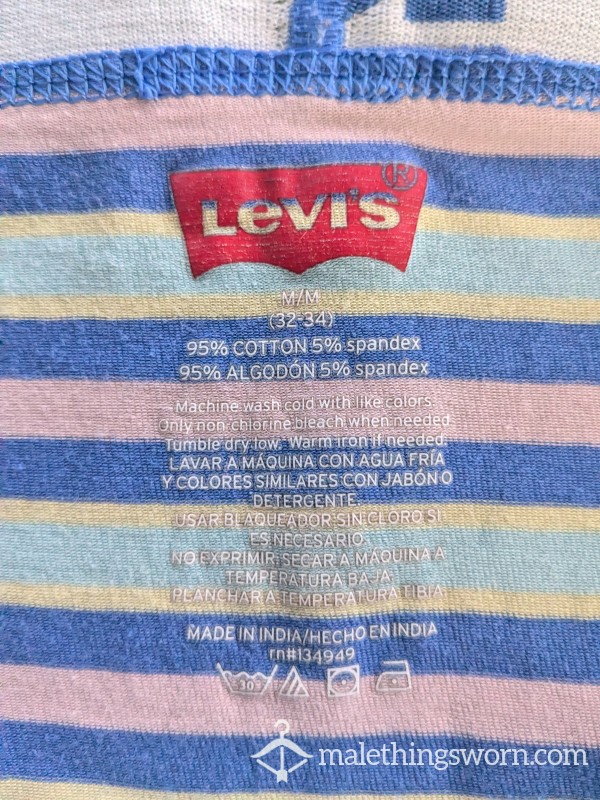 Levi's®
M/M
(32-34)
95% COTTON 5% spandex
95% ALGODÓN 5% spandex
Machine wash cold with like colors.
Only non-chlorine bleach when needed.
Tumble dry low. Warm iron if needed.
LAVAR A MÁQUINA CON AGUA FRÍA
Y COLORES SIMILARES CON JABÓN O
DETERGENTE.
USAR BLAQUEADOR SIN CLORO SI
ES NECESARIO.
NO EXPRIMIR, SECAR A MÁQUINA A
TEMPERATURA BAJA.
PLANCHAR A TEMPERATURA TIBIA.
MADE IN INDIA/HECHO EN INDIA
rn#134949
30
malethingsworn.com